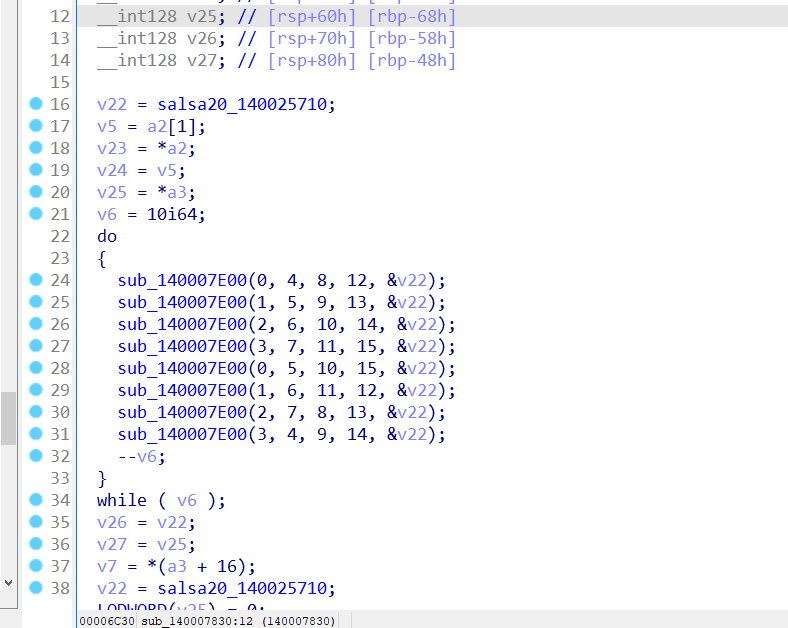 12 __int128 v25; // [rsp+60h] [rbp-68h]
13 __int128 v26; // [rsp+70h] [rbp-58h]
14 __int128 v27; // [rsp+80h] [rbp-48h]
15
16 v22 = salsa20_140025710;
17 v5 = a2[1];
18 v23 = *a2;
19 v24 = v5;
20 v25 = *a3;
21 v6 = 10i64;
22 do
23 {
24 sub_140007E00(0, 4, 8, 12, &v22);
25 sub_140007E00(1, 5, 9, 13, &v22);
26 sub_140007E00(2, 6, 10, 14, &v22);
27 sub_140007E00(3, 7, 11, 15, &v22);
28 sub_140007E00(0, 5, 10, 15, &v22);
29 sub_140007E00(1, 6, 11, 12, &v22);
30 sub_140007E00(2, 7, 8, 13, &v22);
31 sub_140007E00(3, 4, 9, 14, &v22);
32 --v6;
33 }
34 while ( v6 );
35 v26 = v22;
36 v27 = v25;
37 v7 = *(a3 + 16);
38 v22 = salsa20_140025710;
LODWORD(v25) = 0;
00006C30 sub_140007830:12 (140007830)